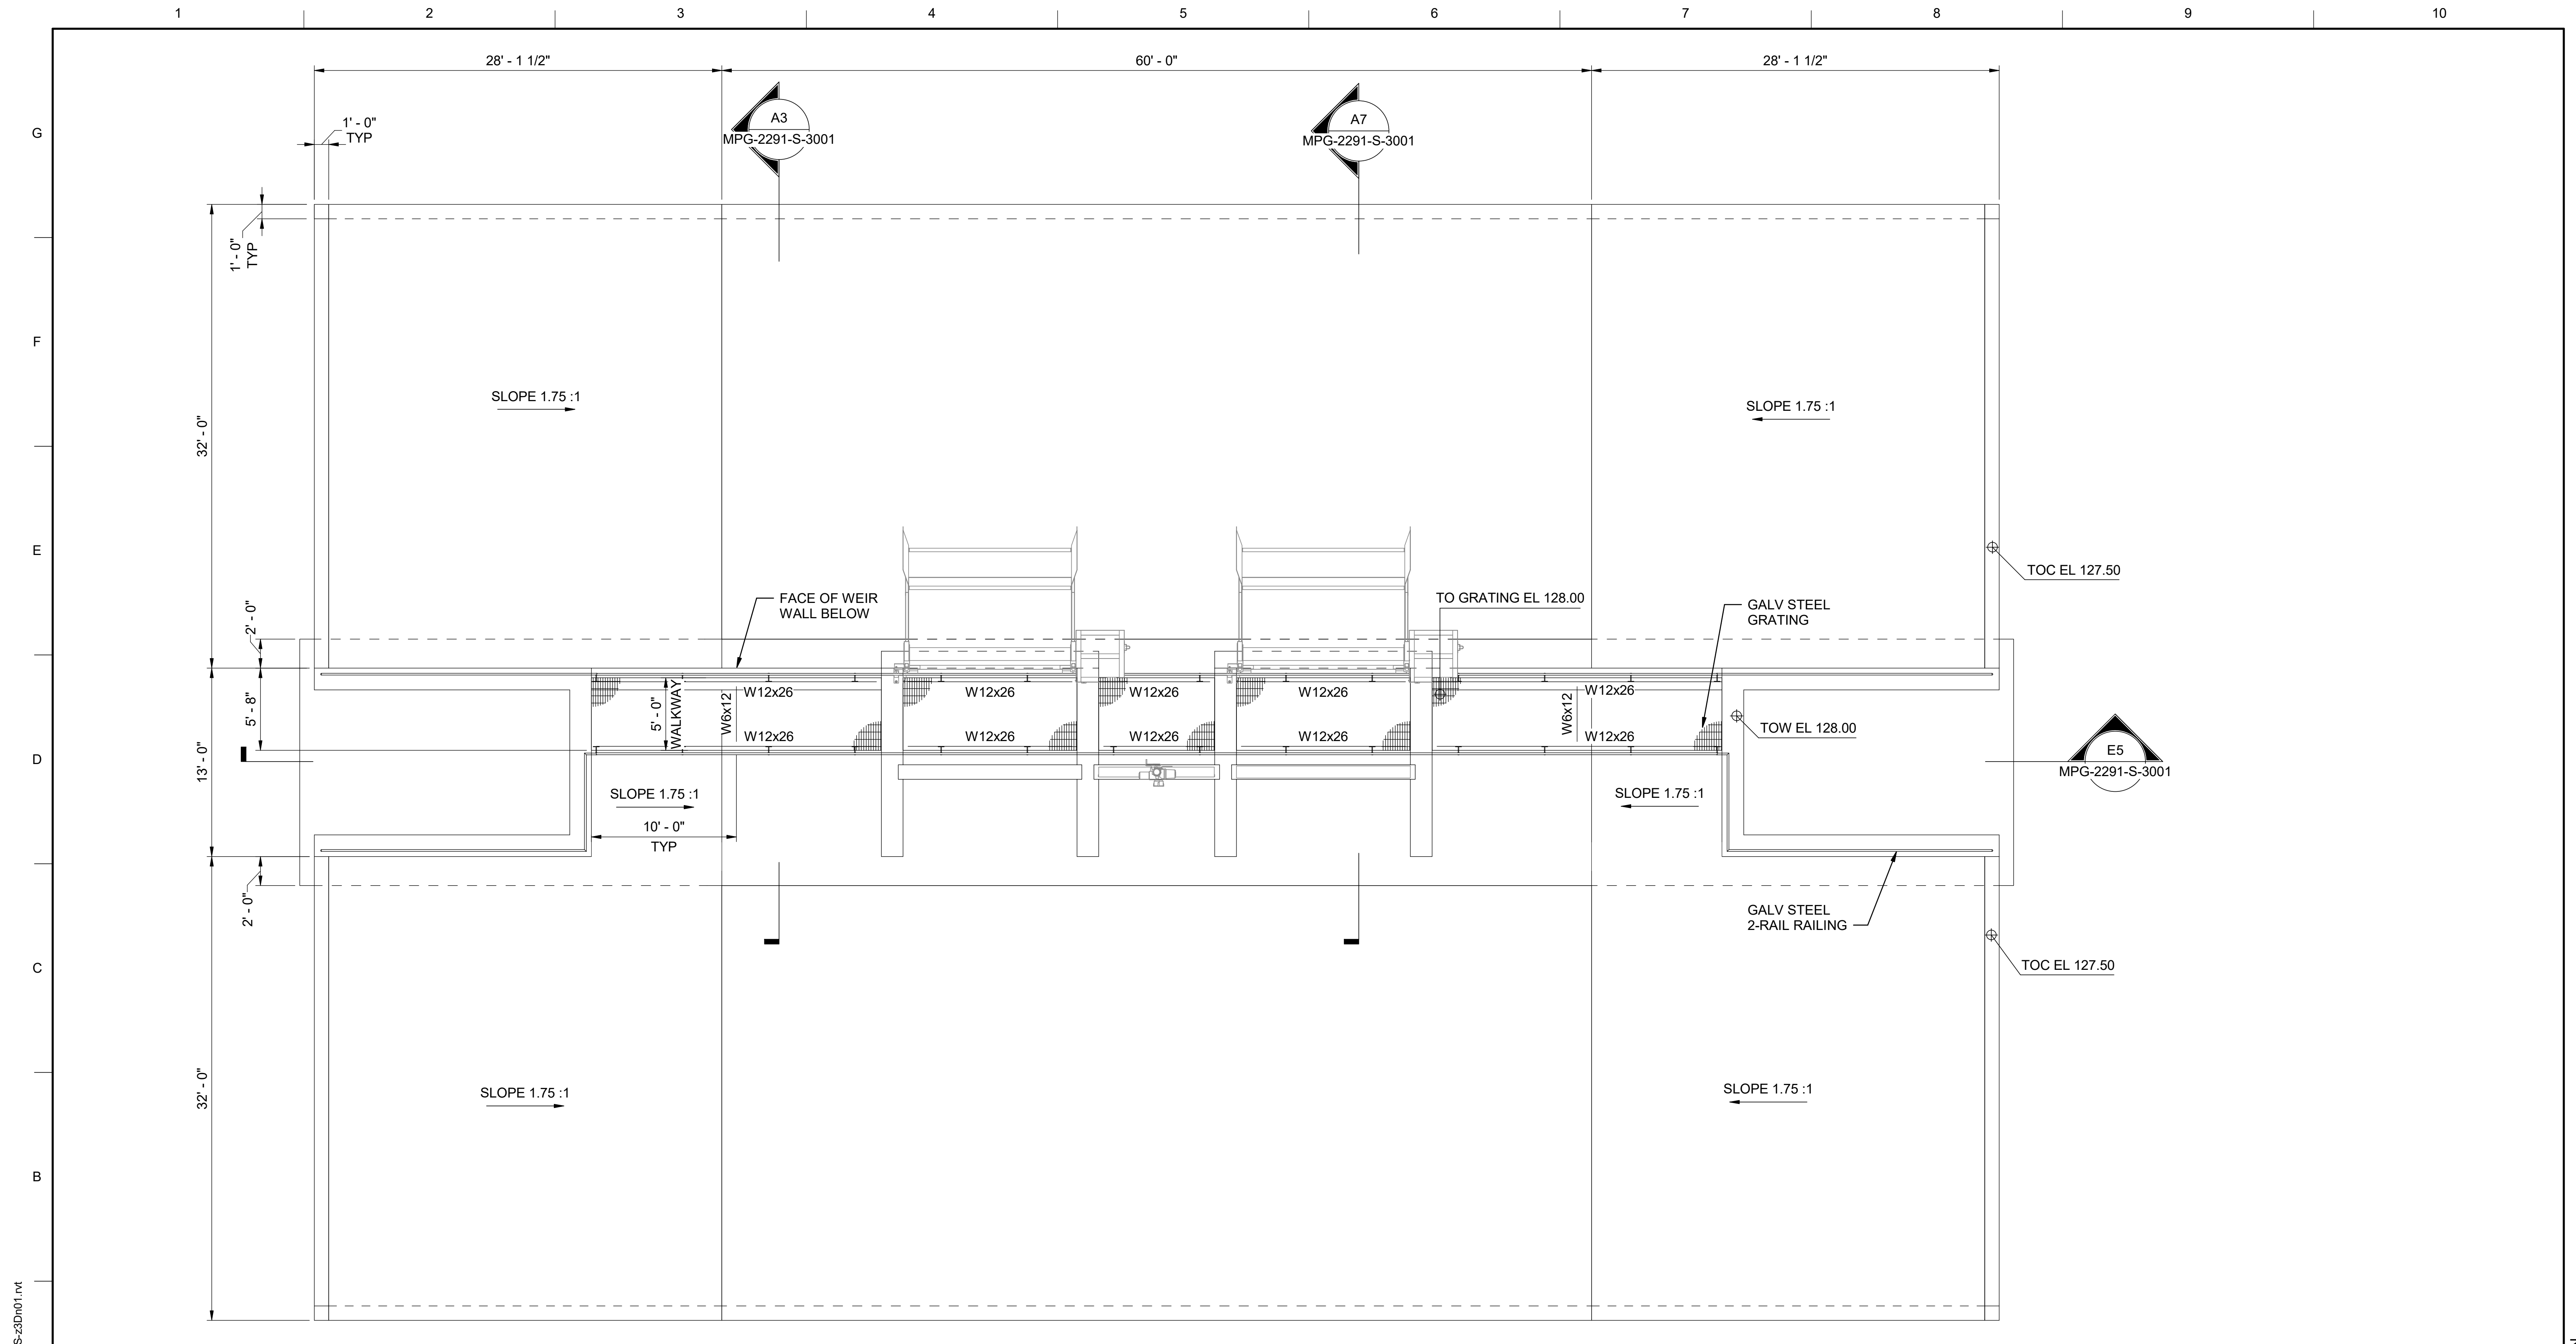 1 2 3 4 5 6 7 8 9 10
28' - 1 1/2" 60' - 0" 28' - 1 1/2"
A3
MPG-2291-S-3001
A7
MPG-2291-S-3001
1' - 0"
TYP
G
1' - 0"
TYP
F
SLOPE 1.75 :1
SLOPE 1.75 :1
32' - 0"
E
TOC EL 127.50
FACE OF WEIR
WALL BELOW
TO GRATING EL 128.00
GALV STEEL
GRATING
2' - 0"
5' - 8"
13' - 0"
5' - 0"
WALKWAY
W6x12
W12x26 W12x26 W12x26 W12x26 W12x26
W6x12
W12x26 W12x26 W12x26 W12x26 W12x26
TOW EL 128.00
D
E5
MPG-2291-S-3001
SLOPE 1.75 :1
SLOPE 1.75 :1
10' - 0"
TYP
2' - 0"
GALV STEEL
2-RAIL RAILING
C
TOC EL 127.50
32' - 0"
SLOPE 1.75 :1
SLOPE 1.75 :1
B
S-z3Dn01.rvt